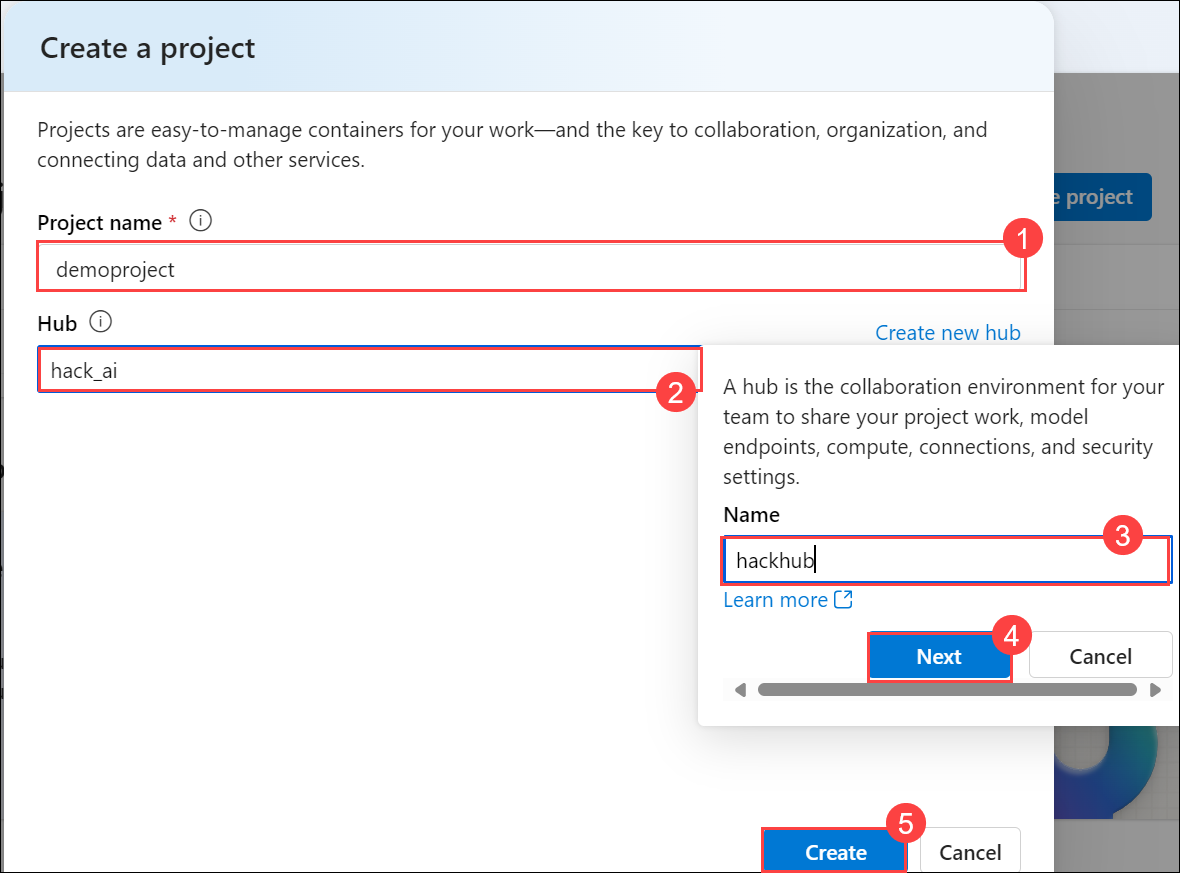 Create a project
Projects are easy-to-manage containers for your work—and the key to collaboration, organization, and
connecting data and other services.
e project
Project name *
1
demoproject
Hub
Create new hub
hack_ai
2
A hub is the collaboration environment for your
team to share your project work, model
endpoints, compute, connections, and security
settings.
Name
3
hackhub
Learn more
4
Next
Cancel
5
Create
Cancel